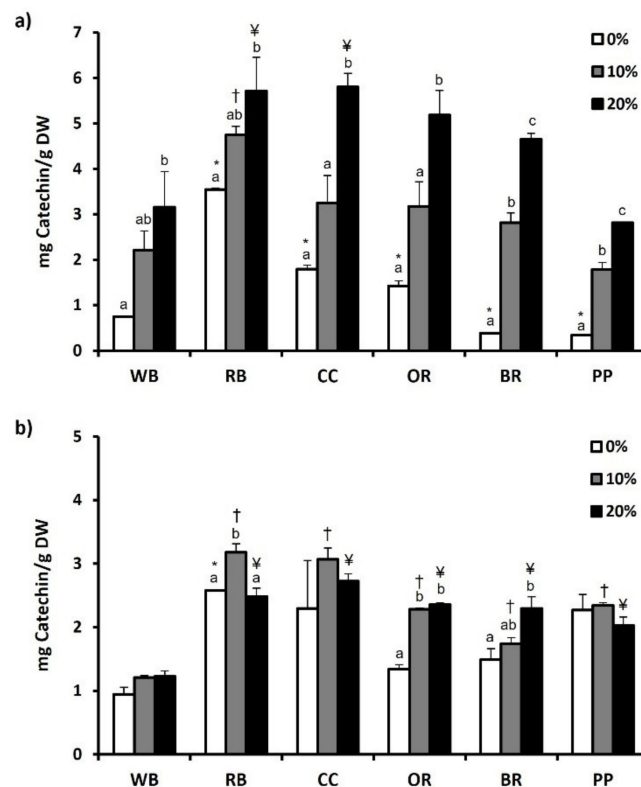 a)
mg Catechin/g DW
7
6
5
4
3
2
1
0
a ab b
* a † ab ¥ b
* a a ¥ b
* a a b
* a b c
* a b c
WB RB CC OR BR PP
0%
10%
20%
b)
mg Catechin/g DW
5
4
3
2
1
0
* a † b ¥ a
† ¥
a † b ¥ b
a † ab ¥ b
† ¥
WB RB CC OR BR PP
0%
10%
20%